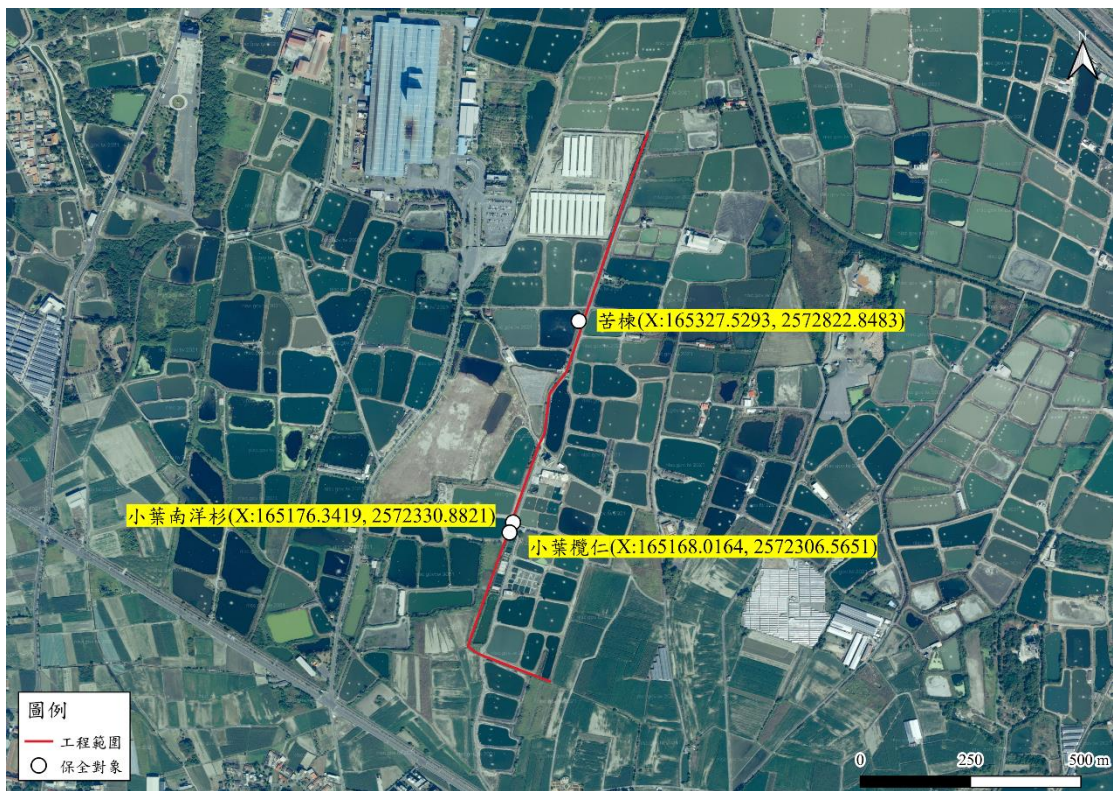 N
苦楝(X:165327.5293, 2572822.8483)
小葉南洋杉(X:165176.3419, 2572330.8821)
小葉欖仁(X:165168.0164, 2572306.5651)
圖例
工程範圍
保全對象
0 250 500 m